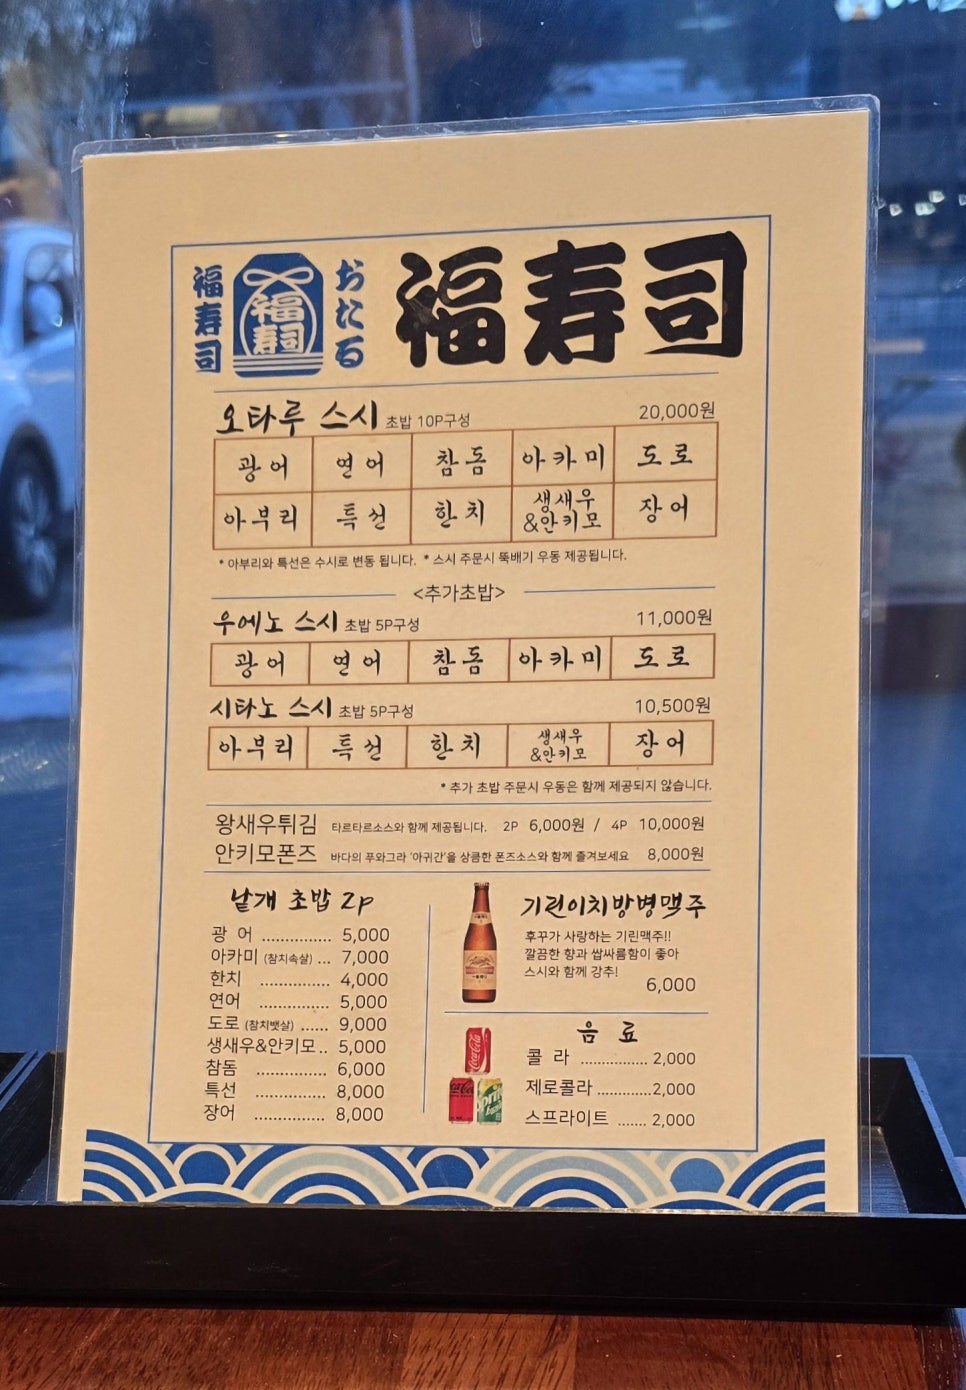 福寿司
福寿司
おたる
福寿司
오타루 스시 초밥 10P구성 20,000원
광어 연어 참돔 아카미 도로
아부리 특선 한치 생새우&안키모 장어
* 아부리와 특선은 수시로 변동 됩니다. * 스시 주문시 뚝배기 우동 제공됩니다.
<추가초밥>
우에노 스시 초밥 5P구성 11,000원
광어 연어 참돔 아카미 도로
시타노 스시 초밥 5P구성 10,500원
아부리 특선 한치 생새우&안키모 장어
* 추가 초밥 주문시 우동은 함께 제공되지 않습니다.
왕새우튀김 타르타르소스와 함께 제공됩니다. 2P 6,000원 / 4P 10,000원
안키모폰즈 바다의 푸와그라 '아귀간'을 상큼한 폰즈소스와 함께 즐겨보세요 8,000원
낱개 초밥 2P
광 어 ............... 5,000
아카미 (참치속살) ... 7,000
한치 ............... 4,000
연어 ............... 5,000
도로 (참치뱃살) ...... 9,000
생새우&안키모.. 5,000
참돔 ............... 6,000
특선 ............... 8,000
장어 ............... 8,000
기린이치방병맥주
후꾸가 사랑하는 기린맥주!!
깔끔한 향과 쌉싸름함이 좋아
스시와 함께 강추!
6,000
음 료
콜 라 ............... 2,000
제로콜라 ............ 2,000
스프라이트 ....... 2,000
Coca-Cola
Sprite